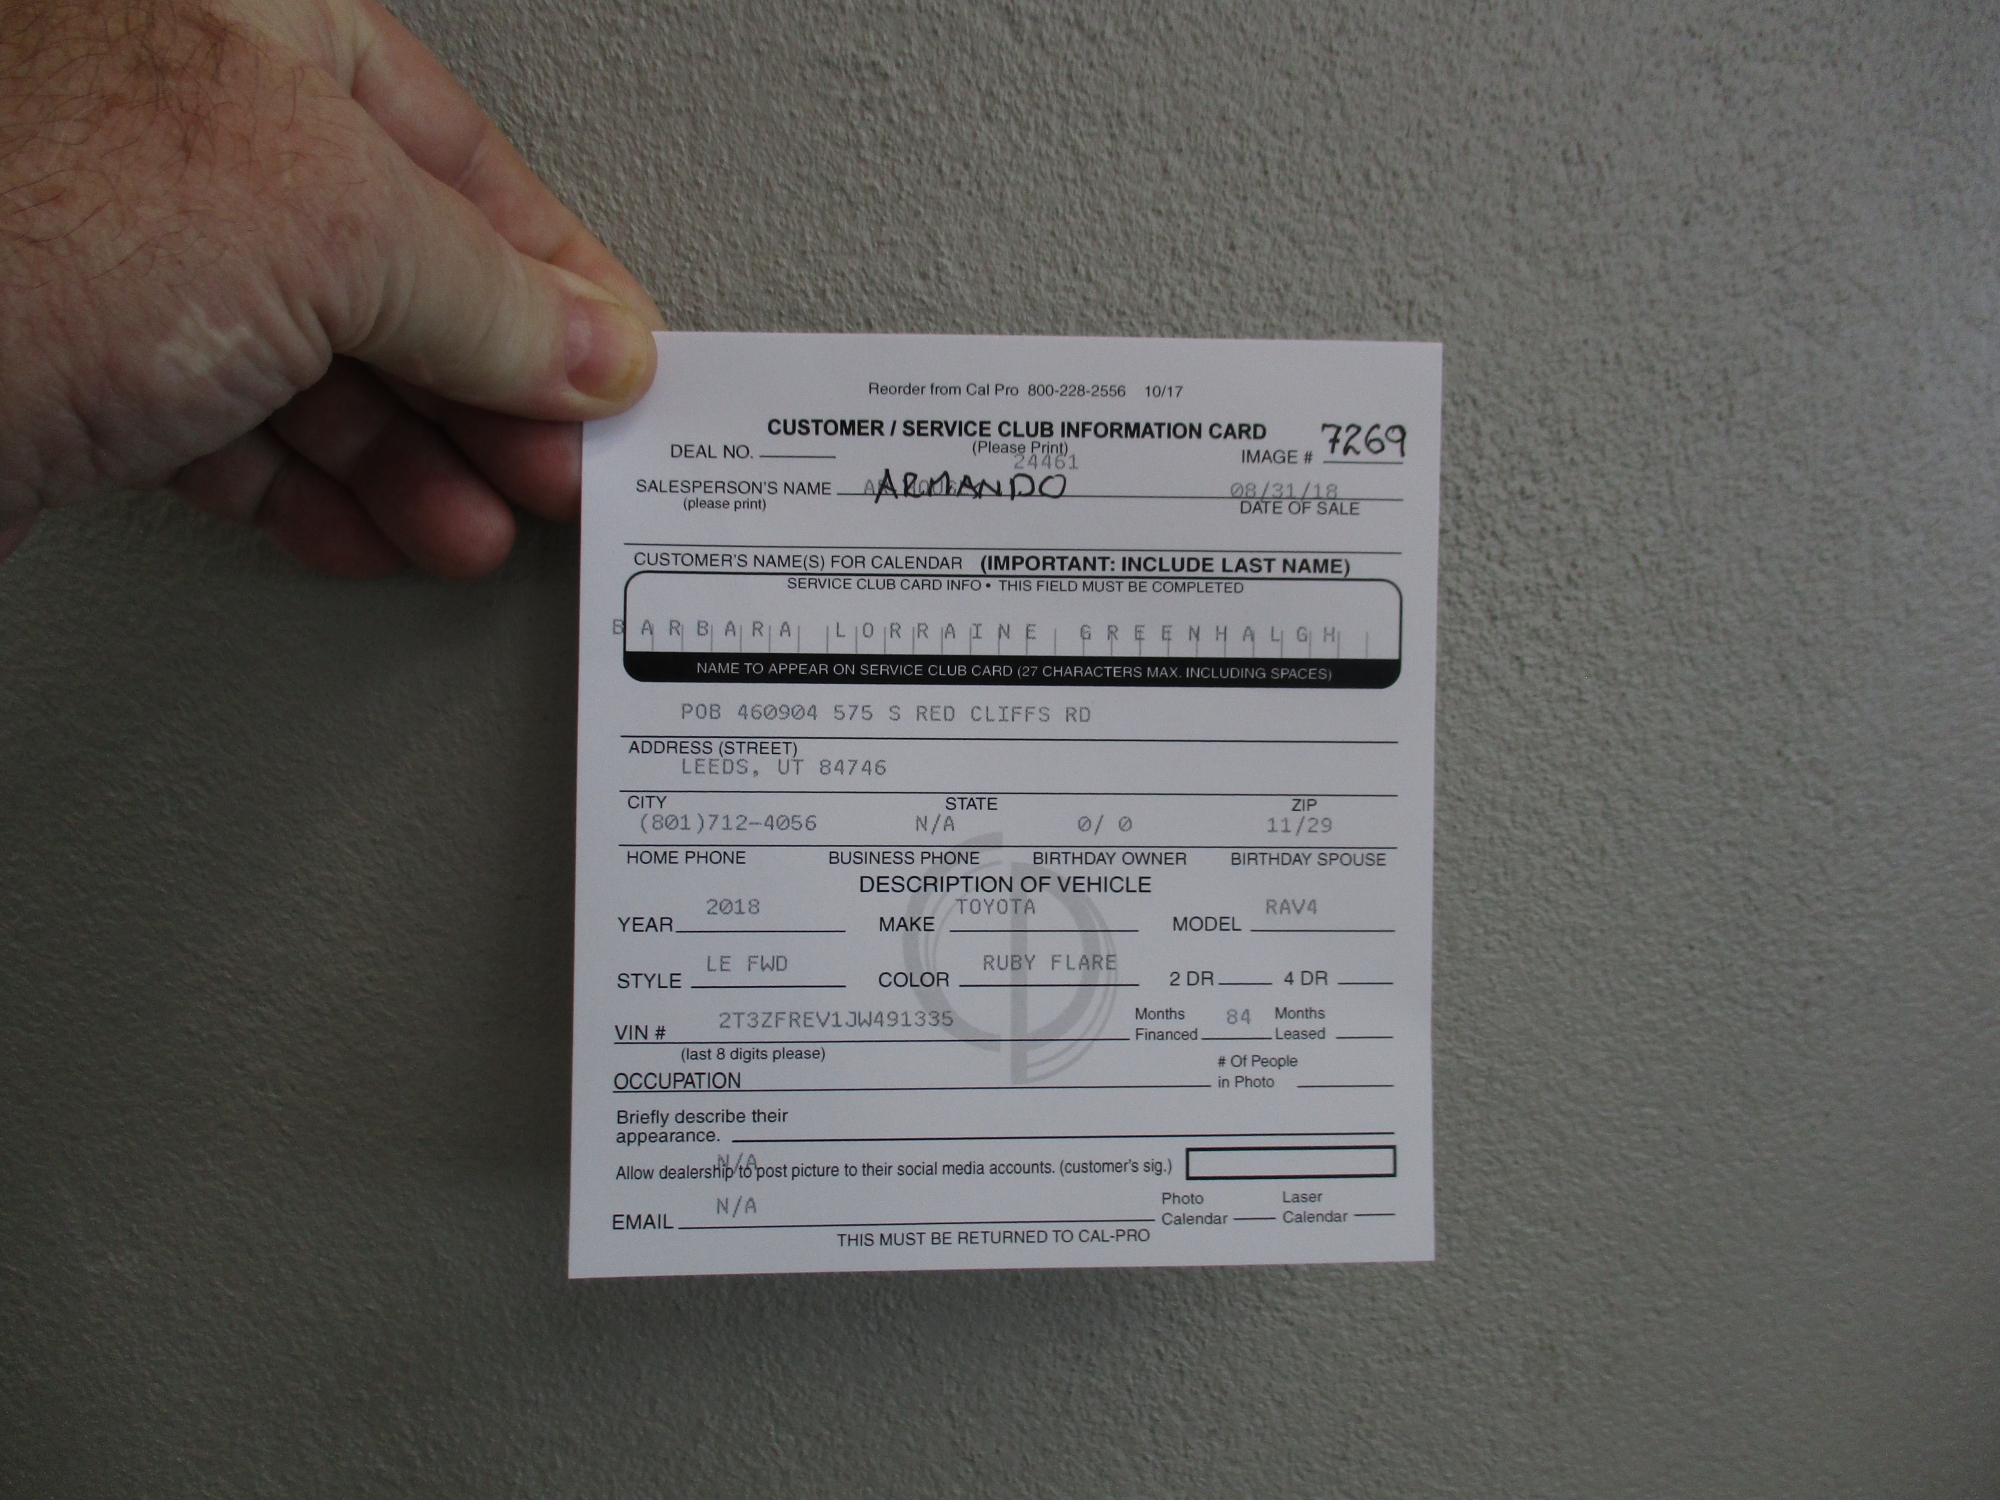 Reorder from Cal Pro 800-228-2556 10/17
CUSTOMER / SERVICE CLUB INFORMATION CARD
DEAL NO. (Please Print) IMAGE # 7269
24461
SALESPERSON'S NAME ARMANDO 08/31/18
(please print) DATE OF SALE
CUSTOMER'S NAME(S) FOR CALENDAR (IMPORTANT: INCLUDE LAST NAME)
SERVICE CLUB CARD INFO • THIS FIELD MUST BE COMPLETED
BARBARA LORRAINE GREENHALGH
NAME TO APPEAR ON SERVICE CLUB CARD (27 CHARACTERS MAX. INCLUDING SPACES)
POB 460904 575 S RED CLIFFS RD
ADDRESS (STREET)
LEEDS, UT 84746
CITY STATE ZIP
(801)712-4056 N/A 0/ 0 11/29
HOME PHONE BUSINESS PHONE BIRTHDAY OWNER BIRTHDAY SPOUSE
DESCRIPTION OF VEHICLE
YEAR 2018 MAKE TOYOTA MODEL RAV4
STYLE LE FWD COLOR RUBY FLARE 2 DR 4 DR
VIN # 2T3ZFREV1JW491335 Months Financed 84 Months Leased
(last 8 digits please)
OCCUPATION # Of People in Photo
Briefly describe their
appearance.
N/A
Allow dealership to post picture to their social media accounts. (customer's sig.)
EMAIL N/A Photo Calendar Laser Calendar
THIS MUST BE RETURNED TO CAL-PRO